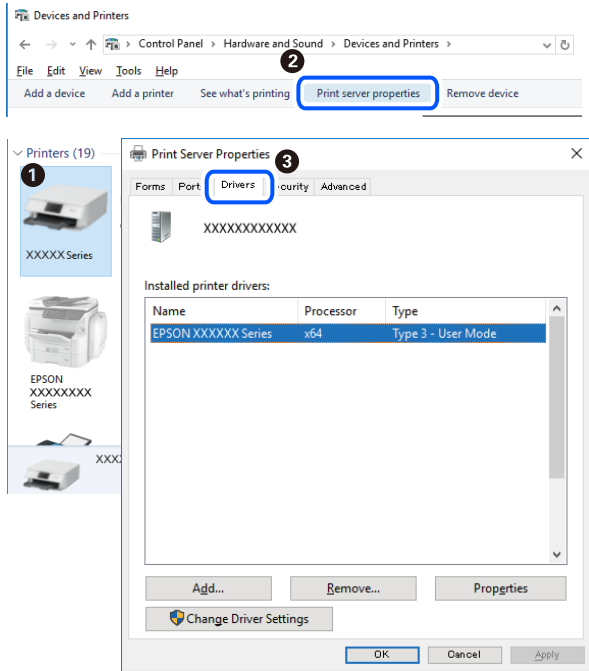 Devices and Printers
Control Panel > Hardware and Sound > Devices and Printers >
2
File Edit View Tools Help
Add a device Add a printer See what's printing Print server properties Remove device
Printers (19)
1
XXXXX Series
EPSON
XXXXXXXX
Series
XXX
Print Server Properties
3
Forms Port Drivers curity Advanced
XXXXXXXXXXXX
Installed printer drivers:
Name Processor Type
EPSON XXXXXX Series x64 Type 3 - User Mode
Add... Remove... Properties
Change Driver Settings
OK Cancel Apply